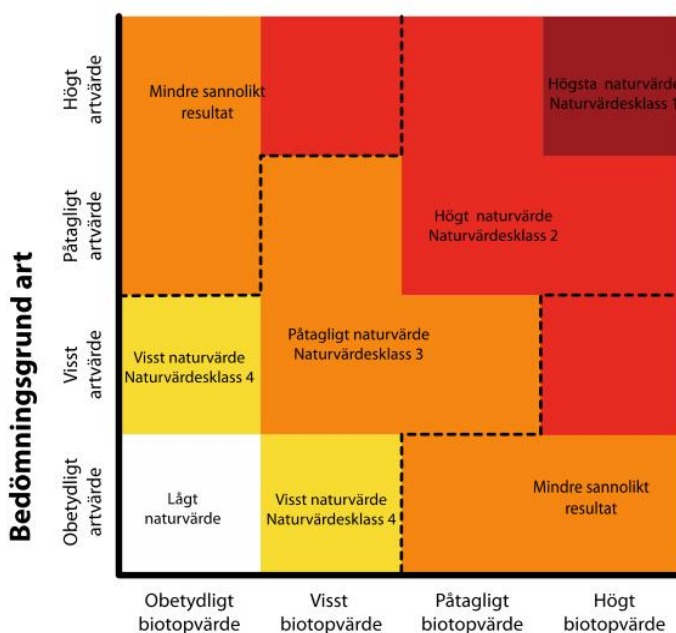 Bedömningsgrund art
Högt
artvärde
Påtagligt
artvärde
Visst
artvärde
Obetydligt
artvärde
Mindre sannolikt
resultat
Högsta naturvärde
Naturvärdesklass 1
Högt naturvärde
Naturvärdesklass 2
Påtagligt naturvärde
Naturvärdesklass 3
Visst naturvärde
Naturvärdesklass 4
Lågt
naturvärde
Visst naturvärde
Naturvärdesklass 4
Mindre sannolikt
resultat
Obetydligt
biotopvärde
Visst
biotopvärde
Påtagligt
biotopvärde
Högt
biotopvärde